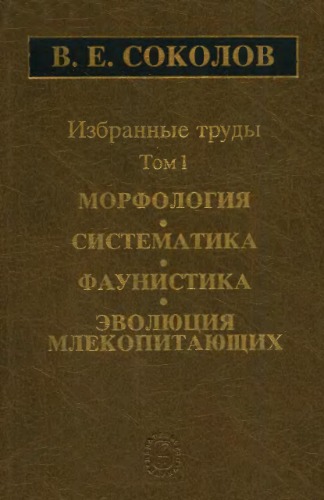 В. Е. СОКОЛОВ
Избранные труды
Том 1
МОРФОЛОГИЯ
•
СИСТЕМАТИКА
•
ФАУНИСТИКА
•
ЭВОЛЮЦИЯ
МЛЕКОПИТАЮЩИХ